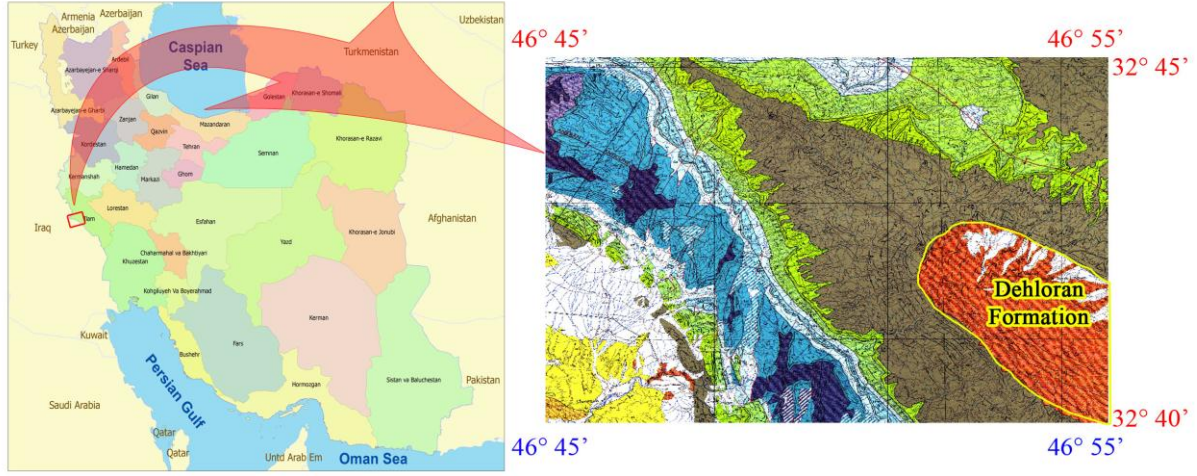 Armenia
Azerbaijan
Azerbaijan
Uzbekistan
Turkey
Turkmenistan
Caspian
Sea
Ardebil
Azarbayejan-e Sharqi
Azarbayejan-e Gharbi
Gilan
Golestan
Khorasan-e Shomali
Zanjan
Mazandaran
Kordestan
Qazvin
Tehran
Khorasan-e Razavi
Semnan
Hamedan
Kermanshah
Markazi
Ghom
Lorestan
Ilam
Iraq
Esfahan
Afghanistan
Yazd
Khorasan-e Jonubi
Chaharmahal va Bakhtiyari
Khuzestan
Kohgiluyeh Va Boyerahmad
Kerman
Kuwait
Fars
Bushehr
Persian Gulf
Hormozgan
Sistan va Baluchestan
Pakistan
Saudi Arabia
Qatar
Qatar
Untd Arab Em
Oman Sea
46° 45'
46° 55'
32° 45'
Dehloran
Formation
32° 40'
46° 45'
46° 55'